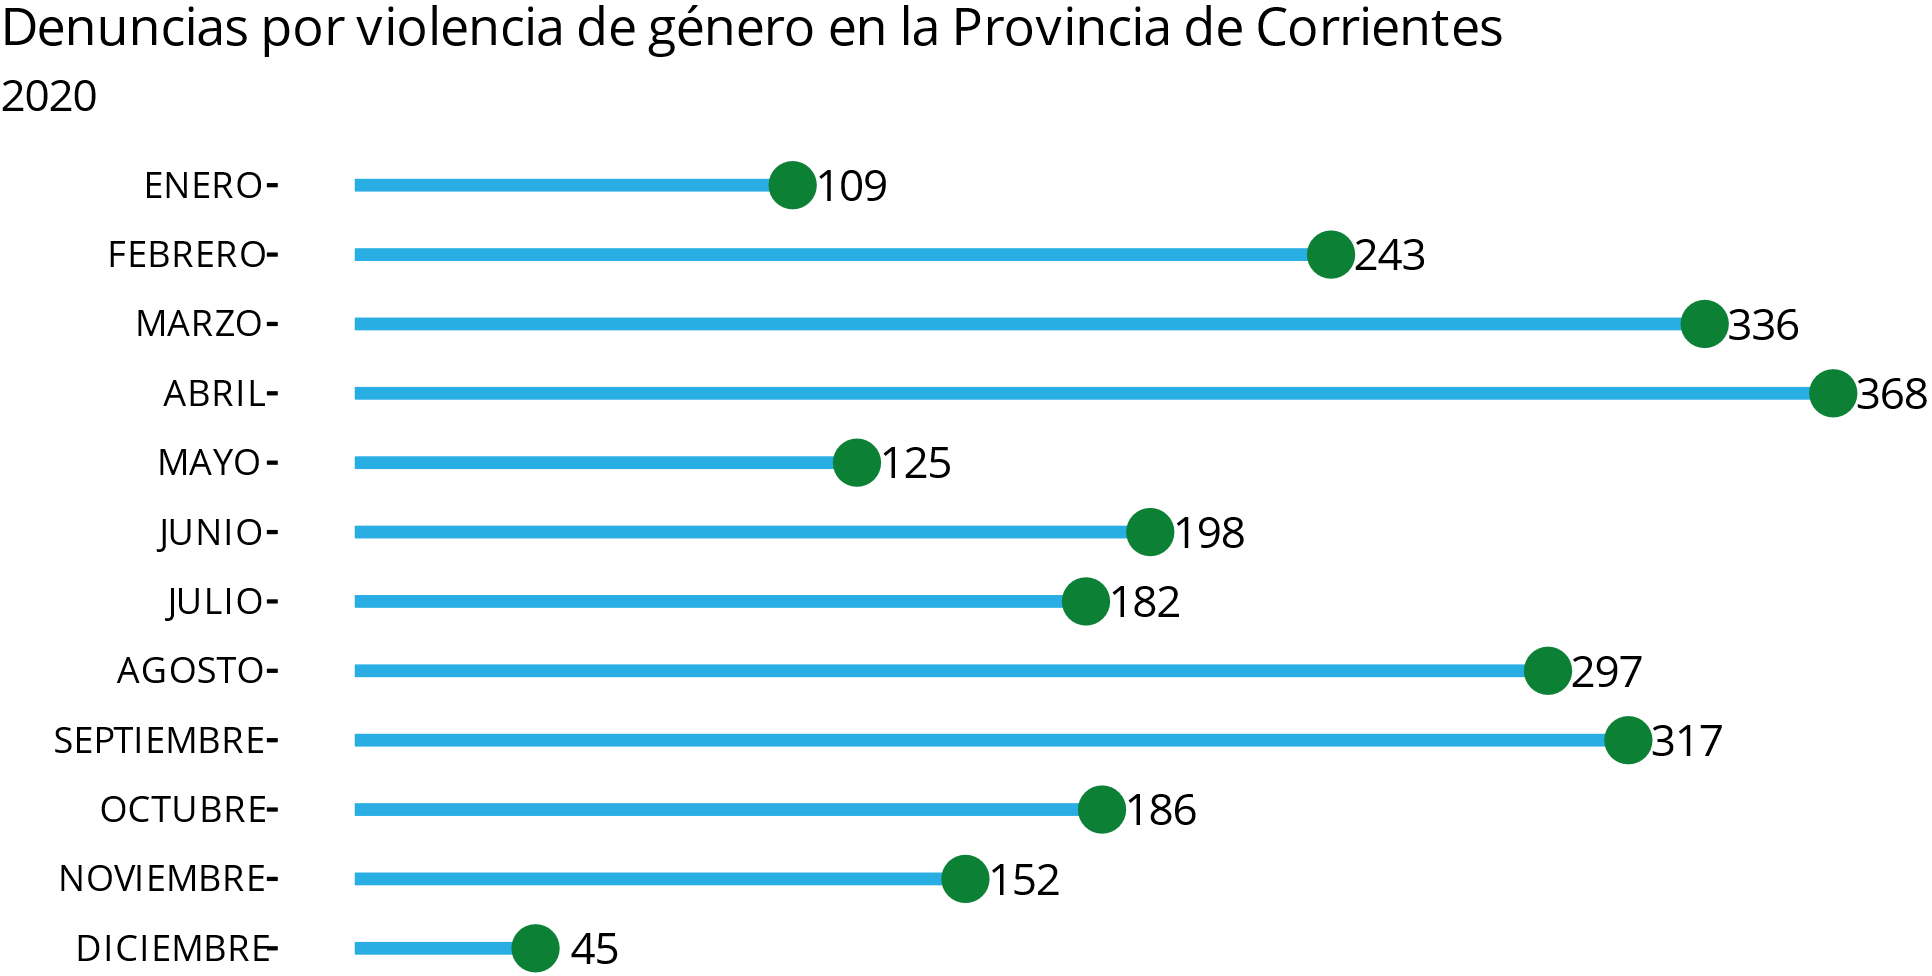 Denuncias por violencia de género en la Provincia de Corrientes
2020
ENERO 109
FEBRERO 243
MARZO 336
ABRIL 368
MAYO 125
JUNIO 198
JULIO 182
AGOSTO 297
SEPTIEMBRE 317
OCTUBRE 186
NOVIEMBRE 152
DICIEMBRE 45